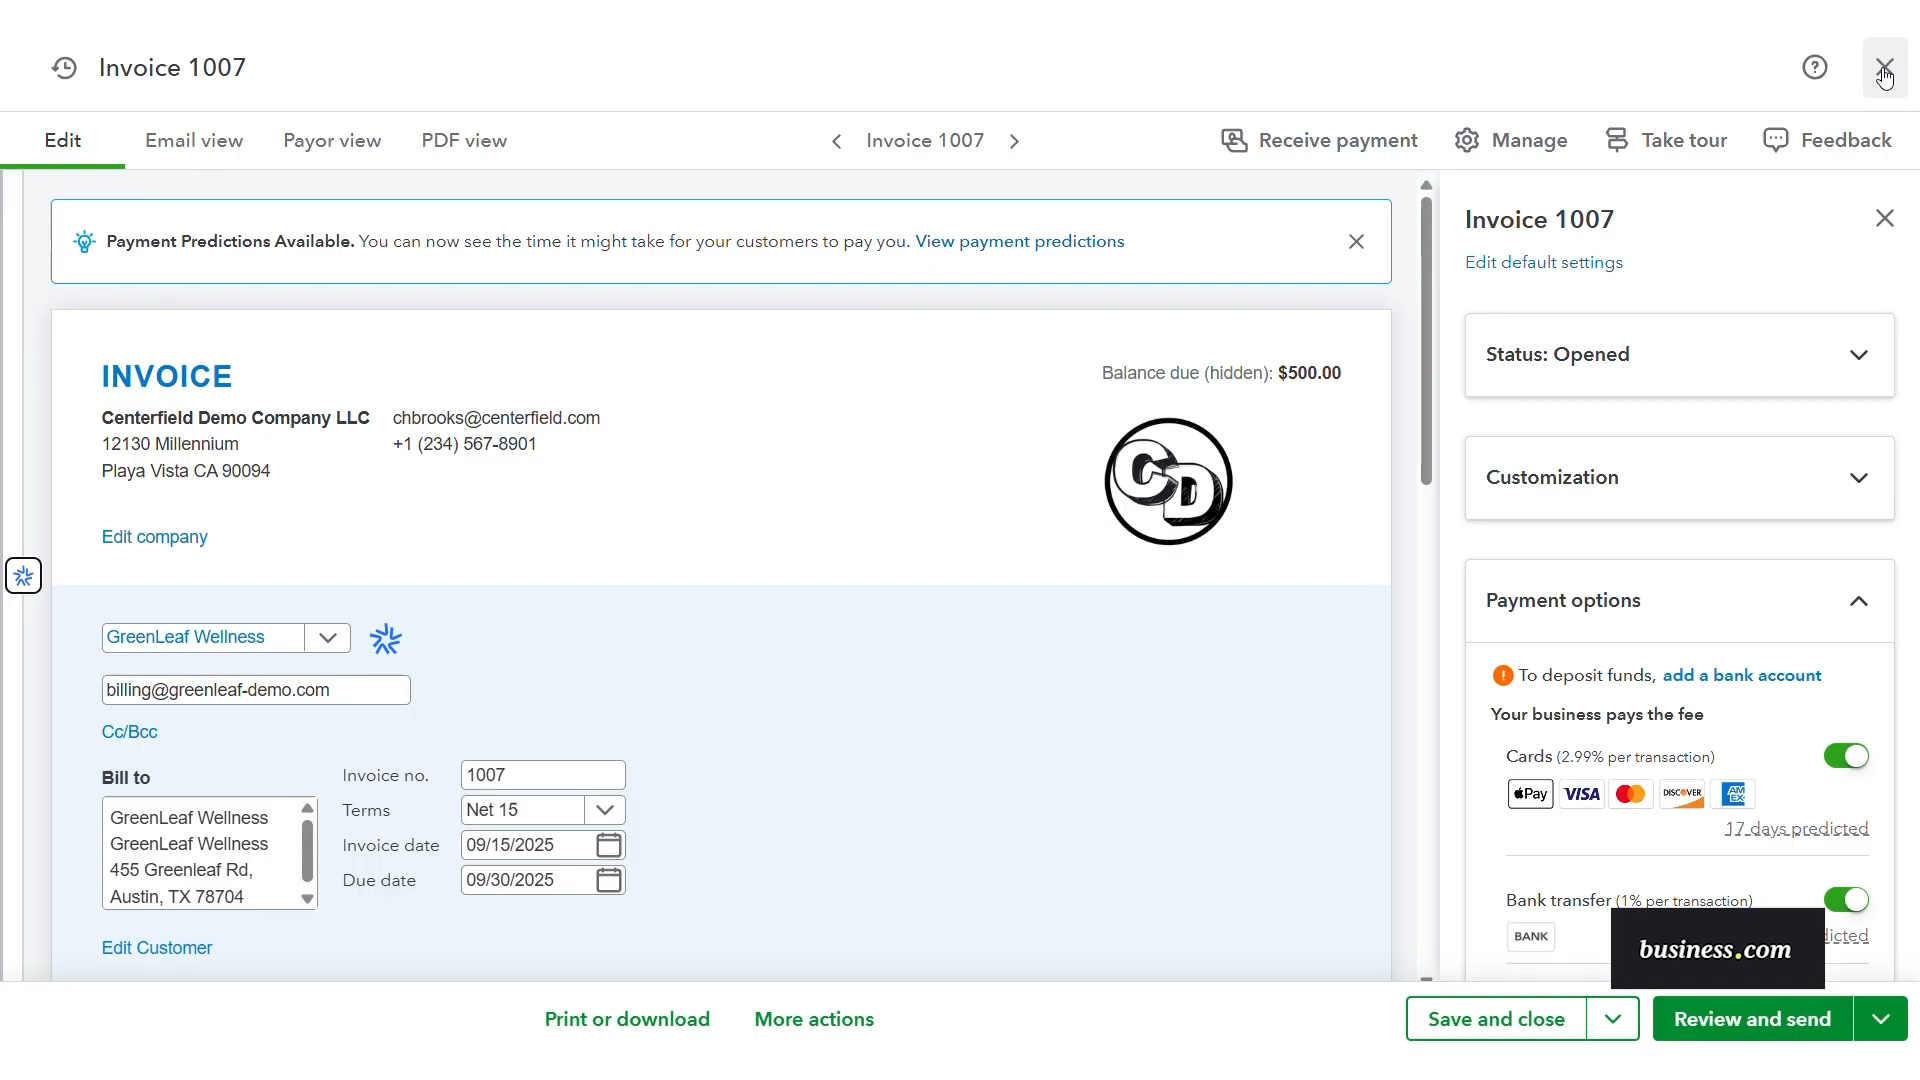 Invoice 1007
Edit
Email view
Payor view
PDF view
Invoice 1007
Receive payment
Manage
Take tour
Feedback
Payment Predictions Available. You can now see the time it might take for your customers to pay you. View payment predictions
INVOICE
Balance due (hidden): $500.00
Centerfield Demo Company LLC
12130 Millennium
Playa Vista CA 90094
chbrooks@centerfield.com
+1 (234) 567-8901
CD
Edit company
GreenLeaf Wellness
billing@greenleaf-demo.com
Cc/Bcc
Bill to
GreenLeaf Wellness
GreenLeaf Wellness
455 Greenleaf Rd,
Austin, TX 78704
Invoice no. 1007
Terms Net 15
Invoice date 09/15/2025
Due date 09/30/2025
Edit Customer
Invoice 1007
Edit default settings
Status: Opened
Customization
Payment options
! To deposit funds, add a bank account
Your business pays the fee
Cards (2.99% per transaction)
Pay VISA DISCOVER AM EX
17 days predicted
Bank transfer (1% per transaction)
BANK
business.com
Print or download
More actions
Save and close
Review and send